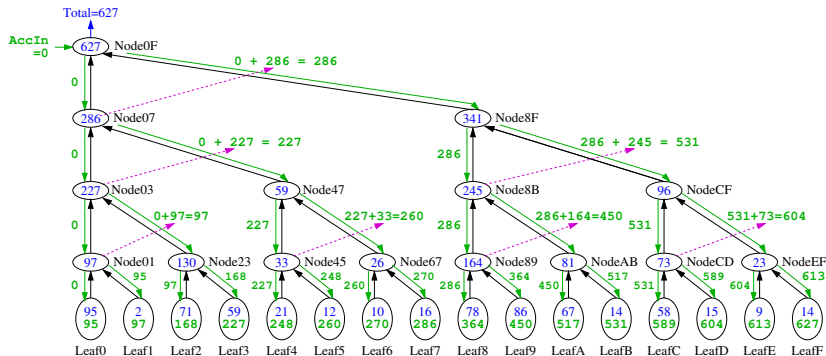 Total=627
AccIn
=0
627 Node0F
0 + 286 = 286
0
286 Node07
341 Node8F
0 + 227 = 227
286 + 245 = 531
0
286
227 Node03
59 Node47
245 Node8B
96 NodeCF
0+97=97
227+33=260
286+164=450
531+73=604
0
227
286
531
97 Node01
130 Node23
33 Node45
26 Node67
164 Node89
81 NodeAB
73 NodeCD
23 NodeEF
0 95 97 168 227 248 260 270 286 364 450 517 531 589 604 613
95 2 71 59 21 12 10 16 78 86 67 14 58 15 9 14
95 97 168 227 248 260 270 286 364 450 517 531 589 604 613 627
Leaf0 Leaf1 Leaf2 Leaf3 Leaf4 Leaf5 Leaf6 Leaf7 Leaf8 Leaf9 LeafA LeafB LeafC LeafD LeafE LeafF